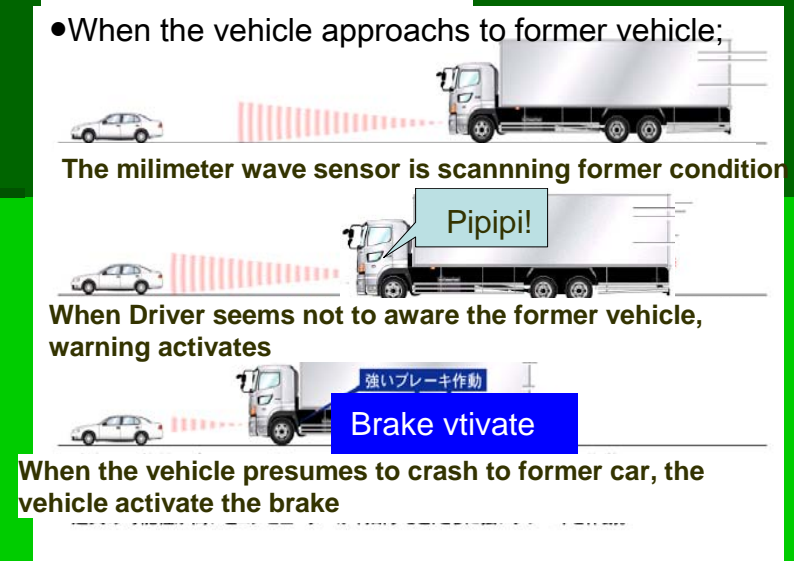 ●When the vehicle approachs to former vehicle;
The milimeter wave sensor is scannning former condition
Pipipi!
When Driver seems not to aware the former vehicle,
warning activates
強いブレーキ作動
Brake vtivate
When the vehicle presumes to crash to former car, the
vehicle activate the brake